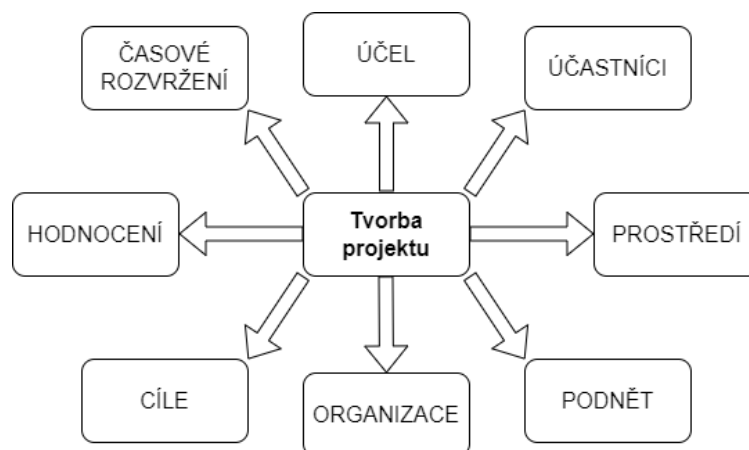 ČASOVÉ
ROZVRŽENÍ
ÚČEL
ÚČASTNÍCI
HODNOCENÍ
Tvorba
projektu
PROSTŘEDÍ
CÍLE
ORGANIZACE
PODNĚT